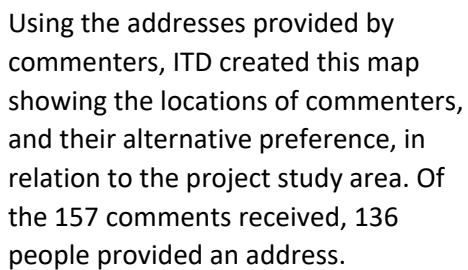 Using the addresses provided by
commenters, ITD created this map
showing the locations of commenters,
and their alternative preference, in
relation to the project study area. Of
the 157 comments received, 136
people provided an address.